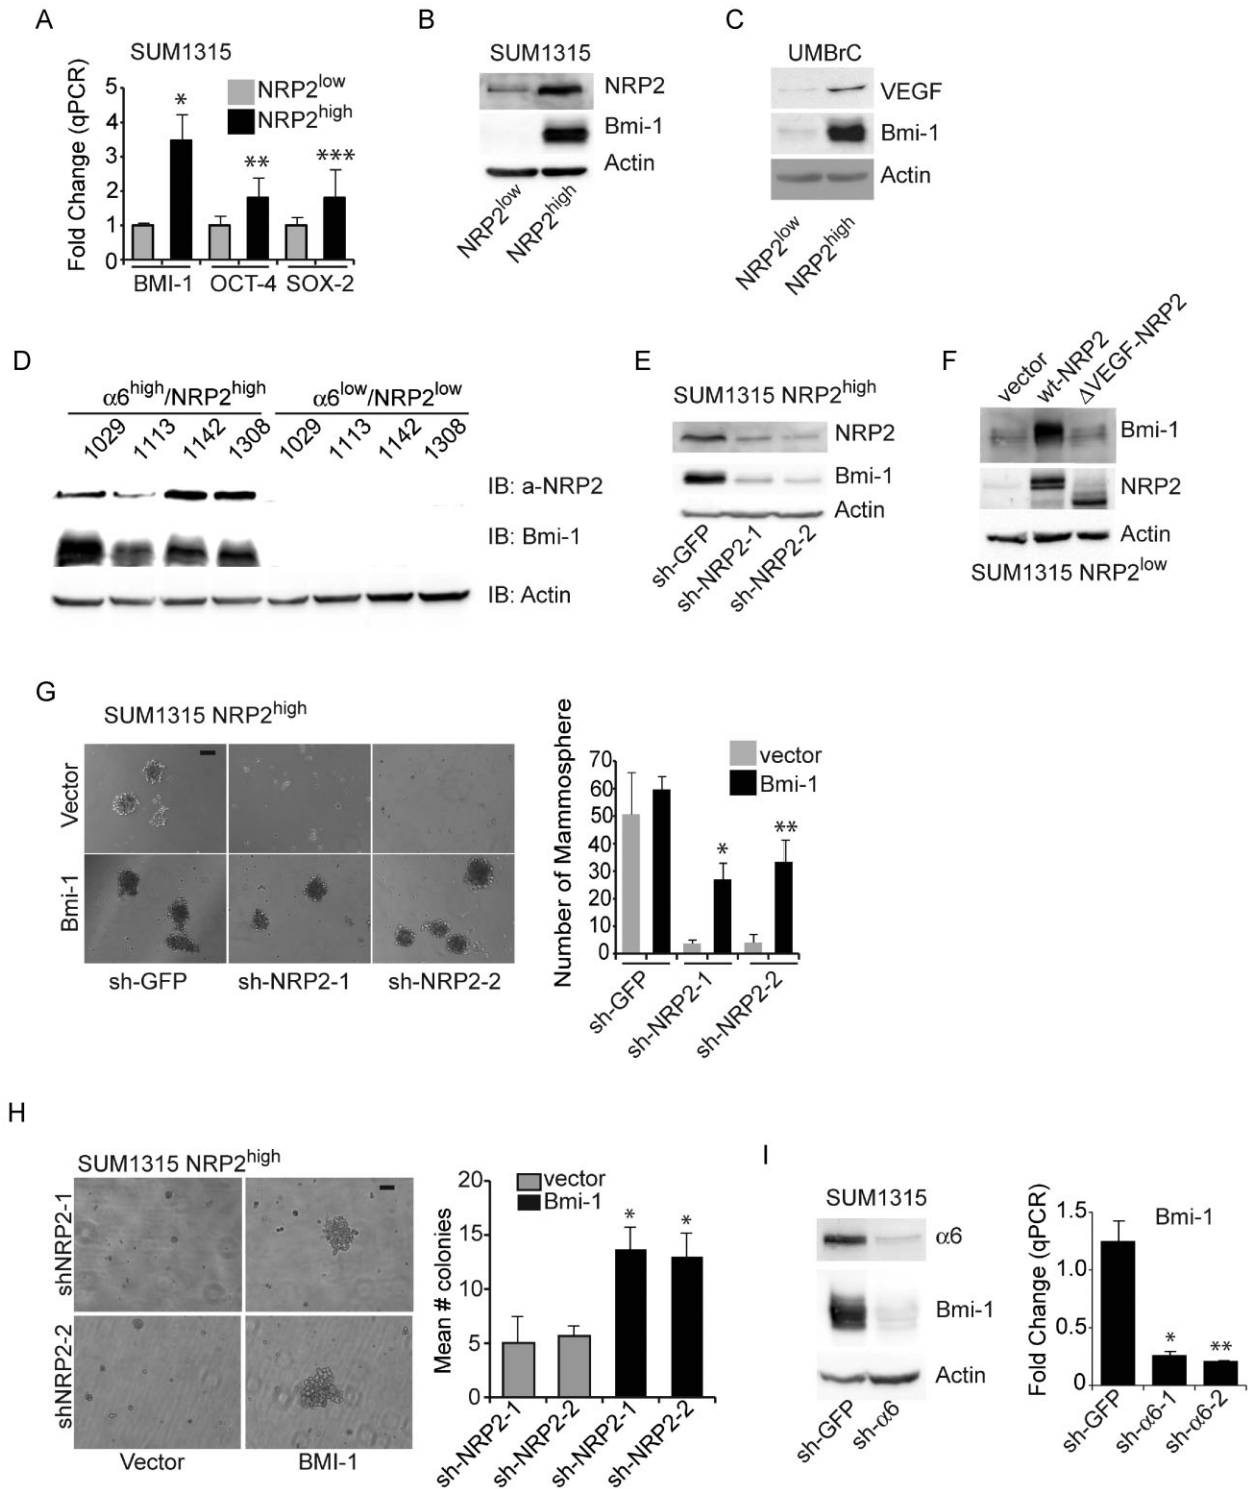 A
SUM1315
Fold Change (qPCR)
5
4
3
2
1
0
NRP2low
NRP2high
*
**
***
BMI-1 OCT-4 SOX-2
B
SUM1315
NRP2
Bmi-1
Actin
NRP2low
NRP2high
C
UMBrC
VEGF
Bmi-1
Actin
NRP2low
NRP2high
D
α6high/NRP2high α6low/NRP2low
1029 1113 1142 1308 1029 1113 1142 1308
IB: a-NRP2
IB: Bmi-1
IB: Actin
E
SUM1315 NRP2high
NRP2
Bmi-1
Actin
sh-GFP
sh-NRP2-1
sh-NRP2-2
F
vector
wt-NRP2
ΔVEGF-NRP2
Bmi-1
NRP2
Actin
SUM1315 NRP2low
G
SUM1315 NRP2high
Vector
Bmi-1
sh-GFP sh-NRP2-1 sh-NRP2-2
Number of Mammosphere
70
60
50
40
30
20
10
0
vector
Bmi-1
*
**
sh-GFP
sh-NRP2-1
sh-NRP2-2
H
SUM1315 NRP2high
shNRP2-1
shNRP2-2
Vector BMI-1
Mean # colonies
20
15
10
5
0
vector
Bmi-1
*
*
sh-NRP2-1
sh-NRP2-2
sh-NRP2-1
sh-NRP2-2
I
SUM1315
α6
Bmi-1
Actin
sh-GFP
sh-α6
Fold Change (qPCR)
1.5
1.0
0.5
0
Bmi-1
*
**
sh-GFP
sh-α6-1
sh-α6-2